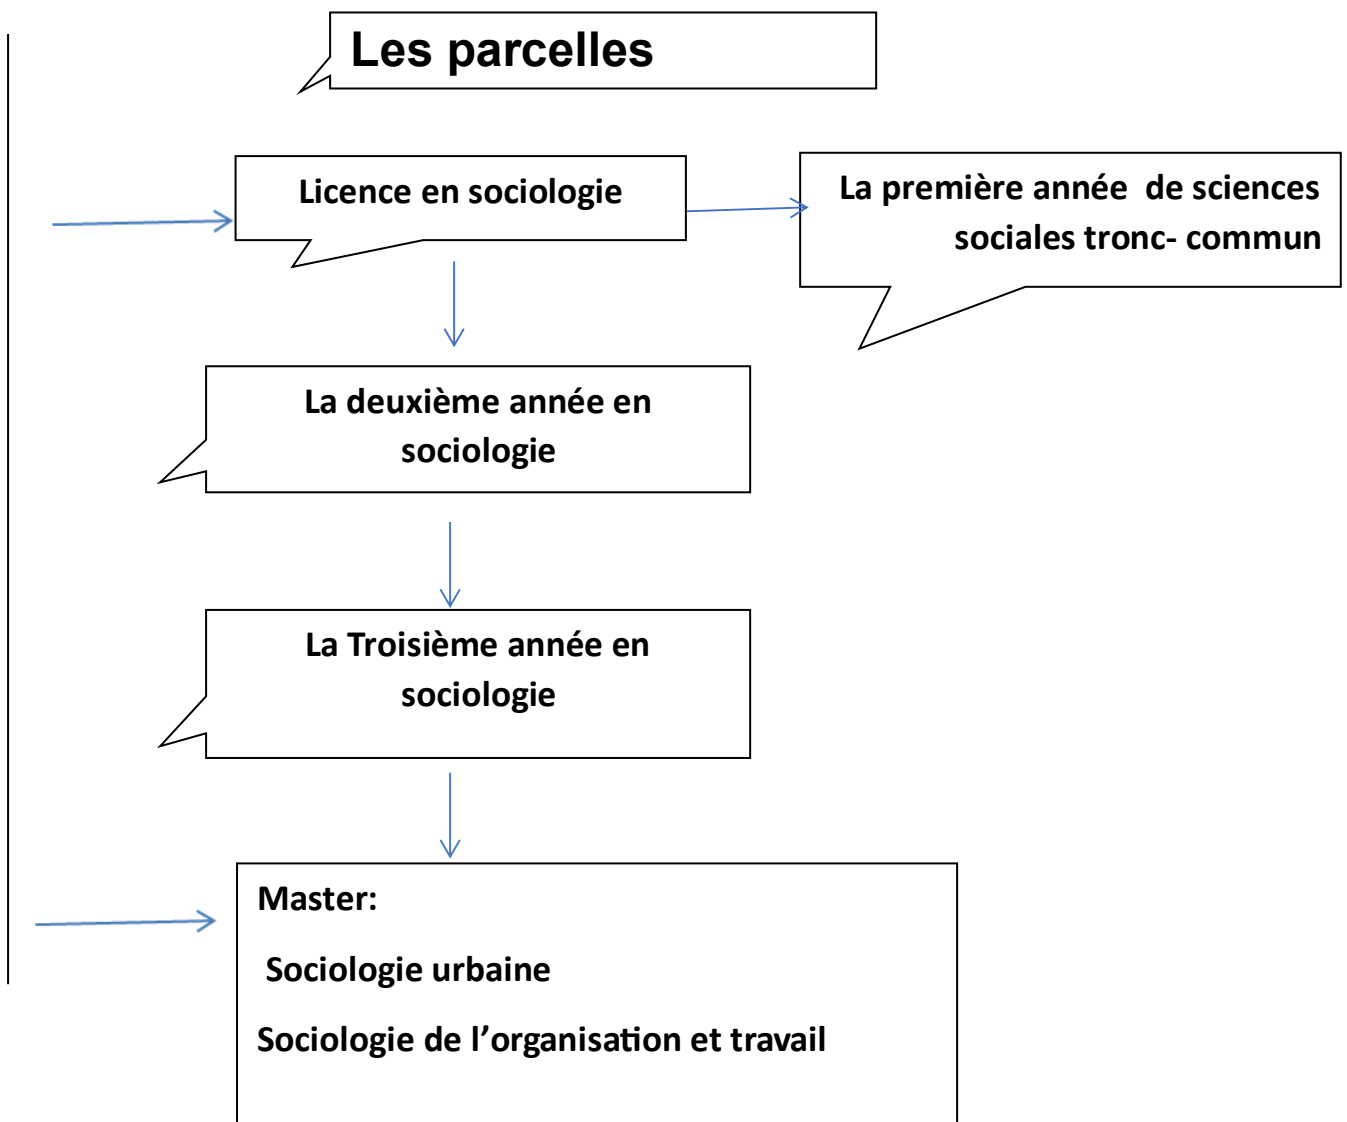 Les parcelles
Licence en sociologie
La première année de sciences
sociales tronc- commun
La deuxième année en
sociologie
La Troisième année en
sociologie
Master:
Sociologie urbaine
Sociologie de l’organisation et travail